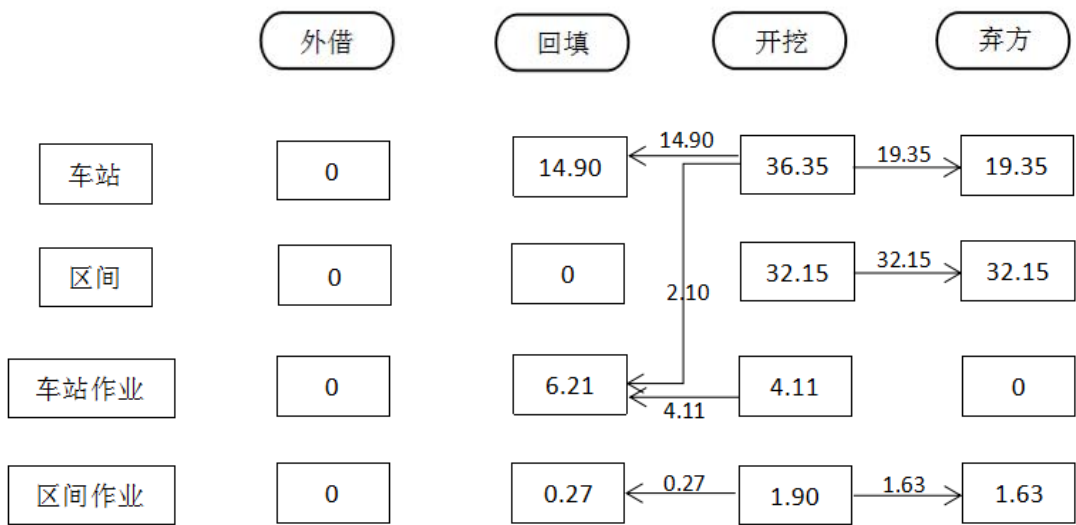 外借 回填 开挖 弃方
车站 0 14.90 14.90 36.35 19.35 19.35
区间 0 0 32.15 32.15 32.15
2.10
车站作业 0 6.21 4.11 4.11 0
区间作业 0 0.27 0.27 1.90 1.63 1.63